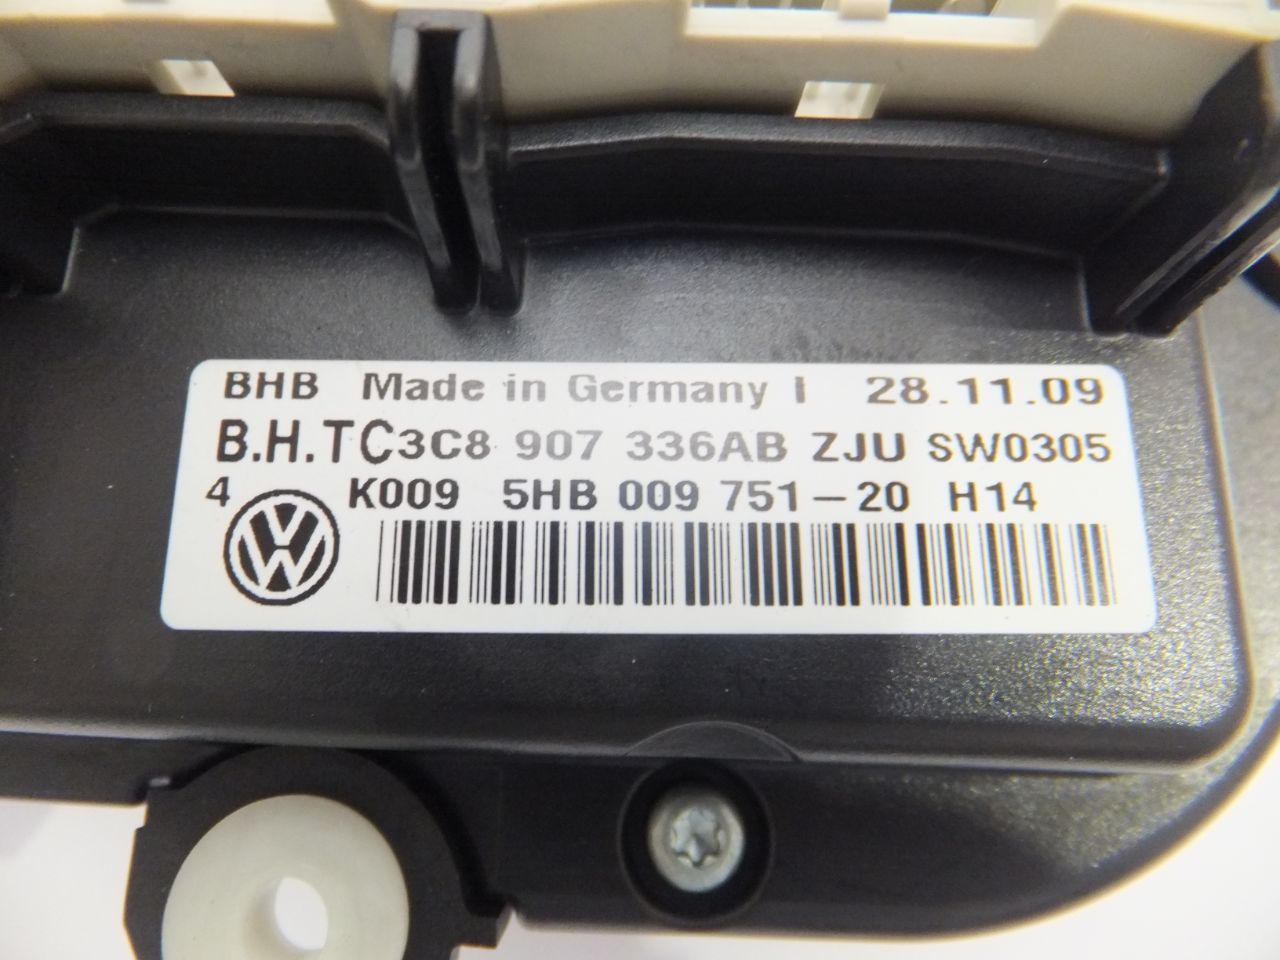 BHB Made in Germany I 28.11.09
B.H.TC3C8 907 336AB ZJU SW0305
4 K009 5HB 009 751-20 H14